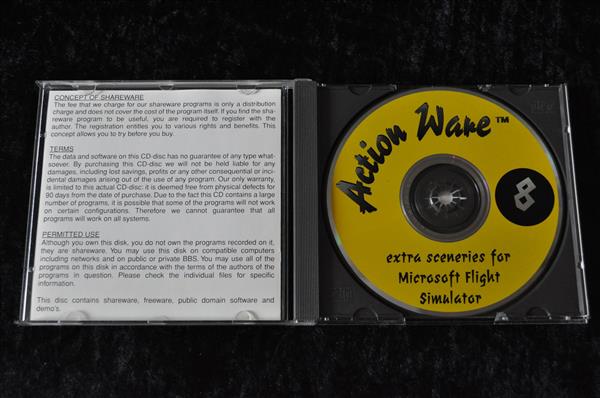 CONCEPT OF SHAREWARE
The fee that we charge for our shareware programs is only a distribution
charge and does not cover the cost of the program itself. If you find the sha-
reware program to be useful, you are required to register with the
author. The registration entitles you to various rights and benefits. This
concept allows you to try before you buy.
TERMS
The data and software on this CD-disc has no guarantee of any type what-
soever. By purchasing this CD-disc we will not be held liable for any
damages, including lost savings, profits or any other consequential or inci-
dental damages arising out of the use of any program. Our only warranty,
is limited to this actual CD-disc: it is deemed free from physical defects for
90 days from the date of purchase. Due to the fact this CD contains a large
number of programs, it is possible that some of the programs will not work
on certain configurations. Therefore we cannot guarantee that all
programs will work on all systems.
PERMITTED USE
Although you own this disk, you do not own the programs recorded on it,
they are shareware. You may use this disk on compatible computers
including networks and on public or private BBS. You may use all of the
programs on this disk in accordance with the terms of the authors of the
programs in question. Please check the individual files for specific
information.
This disc contains shareware, freeware, public domain software and
demo's.
Action Ware™
8
extra sceneries for
Microsoft Flight
Simulator